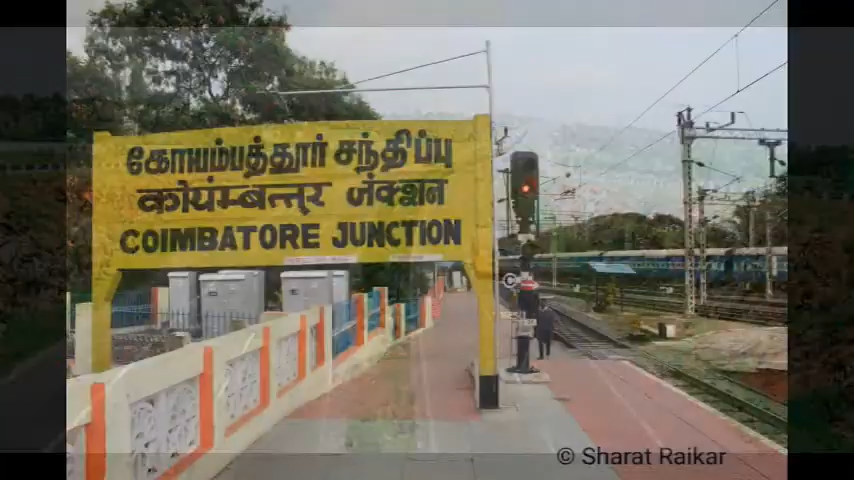 கோயம்பத்தூர் சந்திப்பு
कोयंम्बत्तूर जंक्शन
COIMBATORE JUNCTION
C
© Sharat Raikar